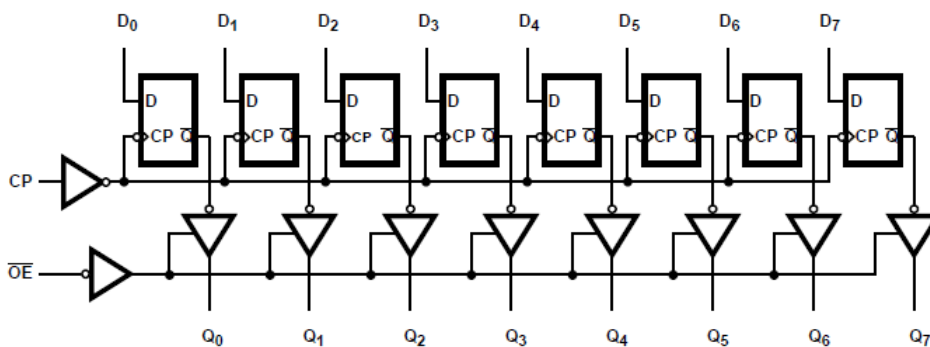 D0 D1 D2 D3 D4 D5 D6 D7
D D D D D D D D
CP Q̅ CP Q̅ CP Q̅ CP Q̅ CP Q̅ CP Q̅ CP Q̅ CP Q̅
CP
O̅E̅
Q0 Q1 Q2 Q3 Q4 Q5 Q6 Q7